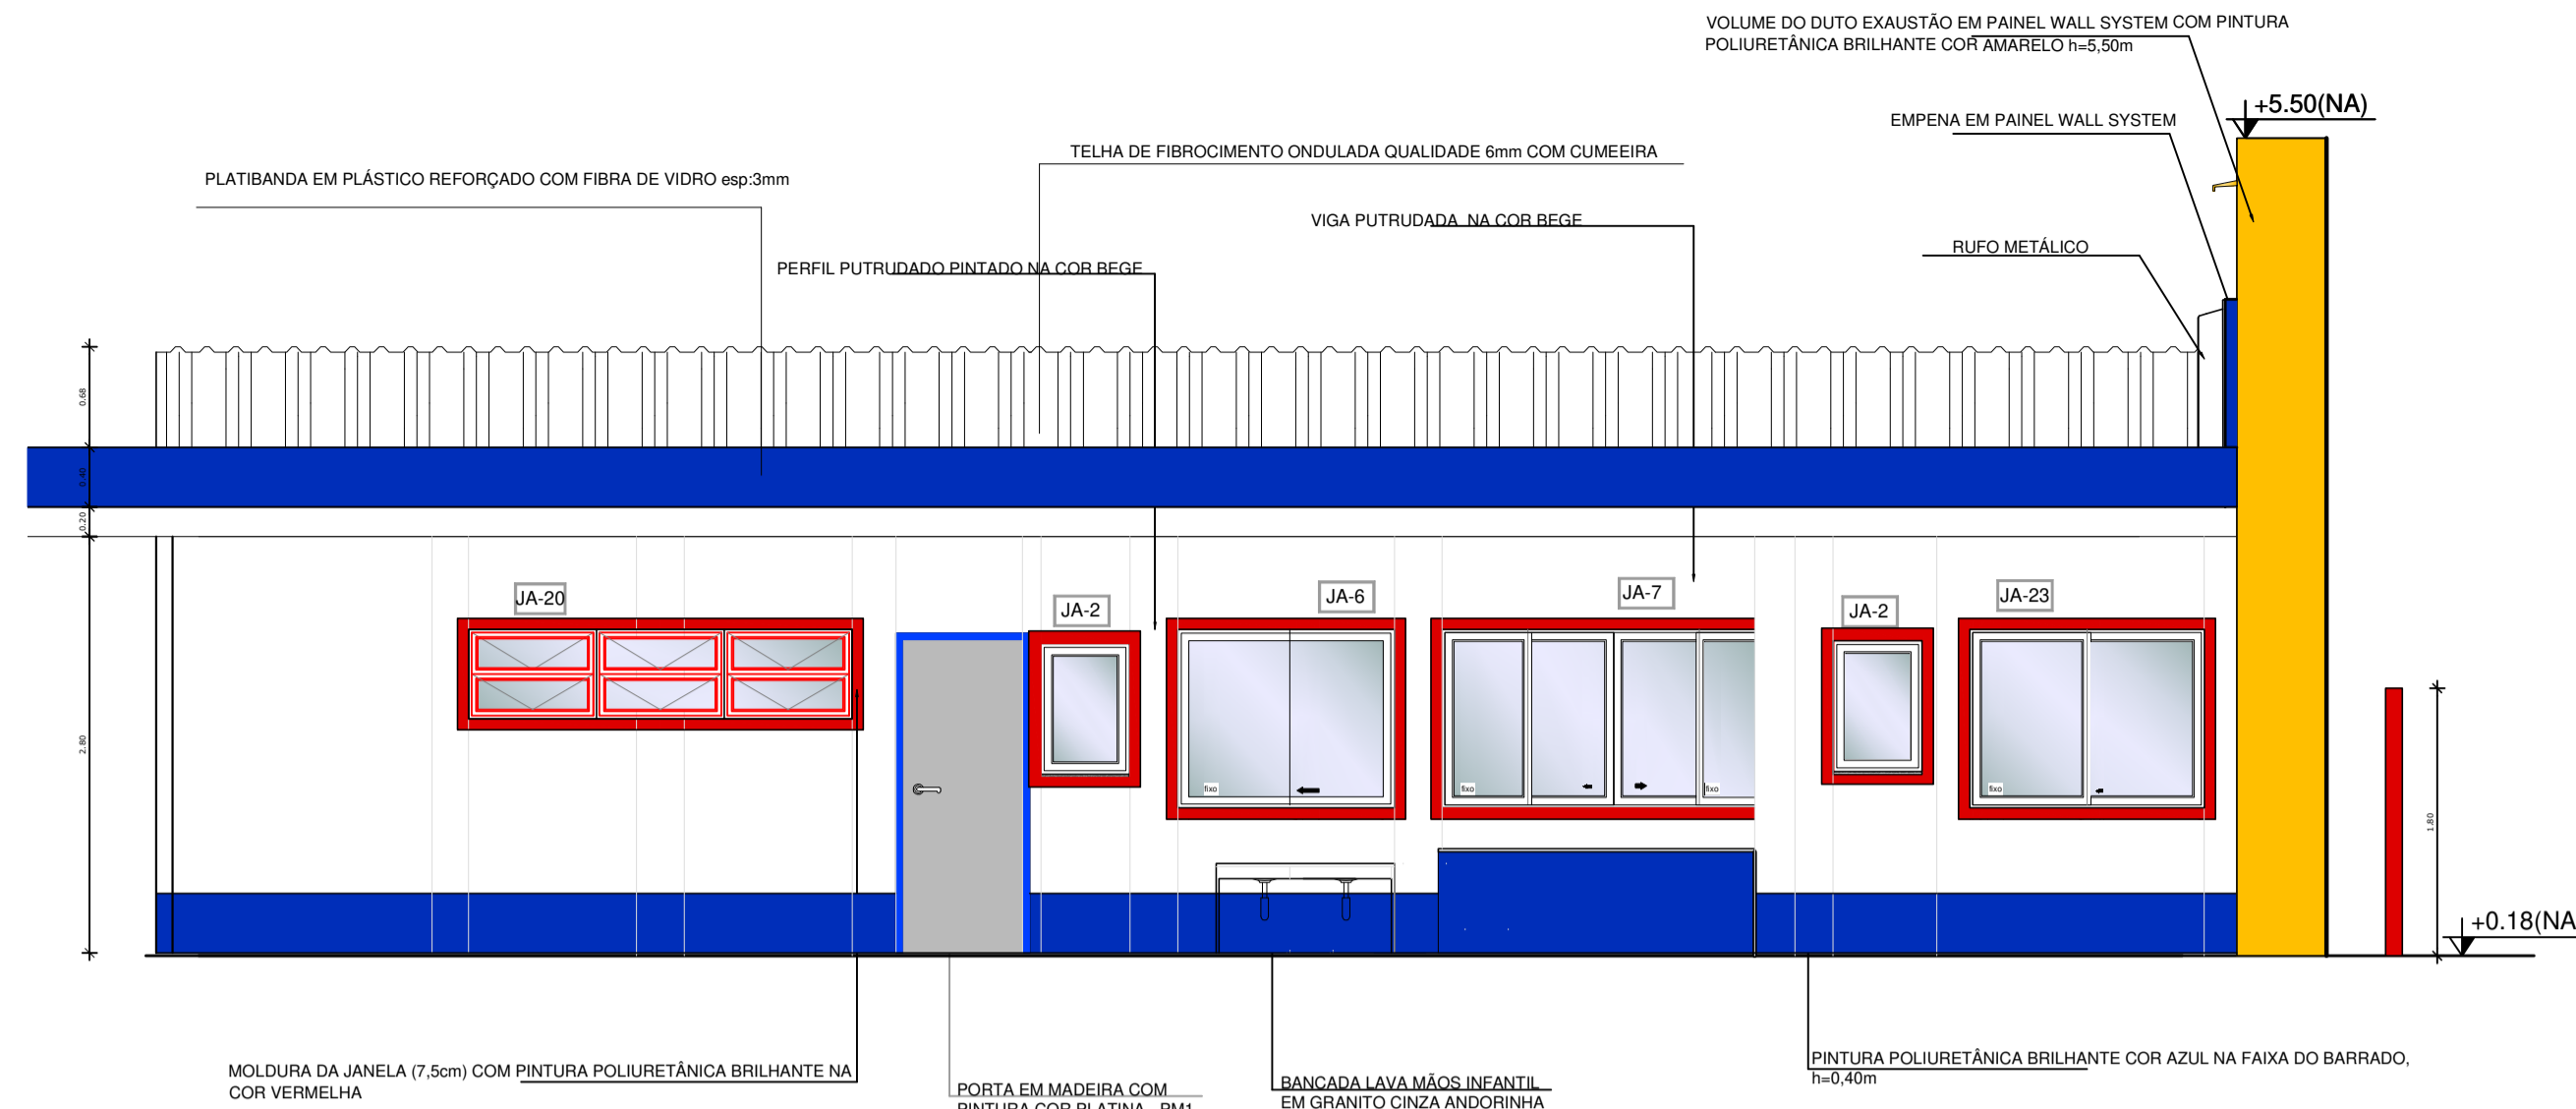 VOLUME DO DUTO EXAUSTÃO EM PAINEL WALL SYSTEM COM PINTURA
POLIURETÂNICA BRILHANTE COR AMARELO h=5,50m
+5.50(NA)
EMPENA EM PAINEL WALL SYSTEM
TELHA DE FIBROCIMENTO ONDULADA QUALIDADE 6mm COM CUMEEIRA
PLATIBANDA EM PLÁSTICO REFORÇADO COM FIBRA DE VIDRO esp:3mm
VIGA PUTRUDADA NA COR BEGE
RUFO METÁLICO
PERFIL PUTRUDADO PINTADO NA COR BEGE
0.68
0.40
0.20
2.80
JA-20
JA-2
JA-6
JA-7
JA-2
JA-23
fixo
fixo
fixo
fixo
1.80
+0.18(NA
MOLDURA DA JANELA (7,5cm) COM PINTURA POLIURETÂNICA BRILHANTE NA
COR VERMELHA
PORTA EM MADEIRA COM
PINTURA COR PLATINA - PM1
BANCADA LAVA MÃOS INFANTIL
EM GRANITO CINZA ANDORINHA
PINTURA POLIURETÂNICA BRILHANTE COR AZUL NA FAIXA DO BARRADO,
h=0,40m